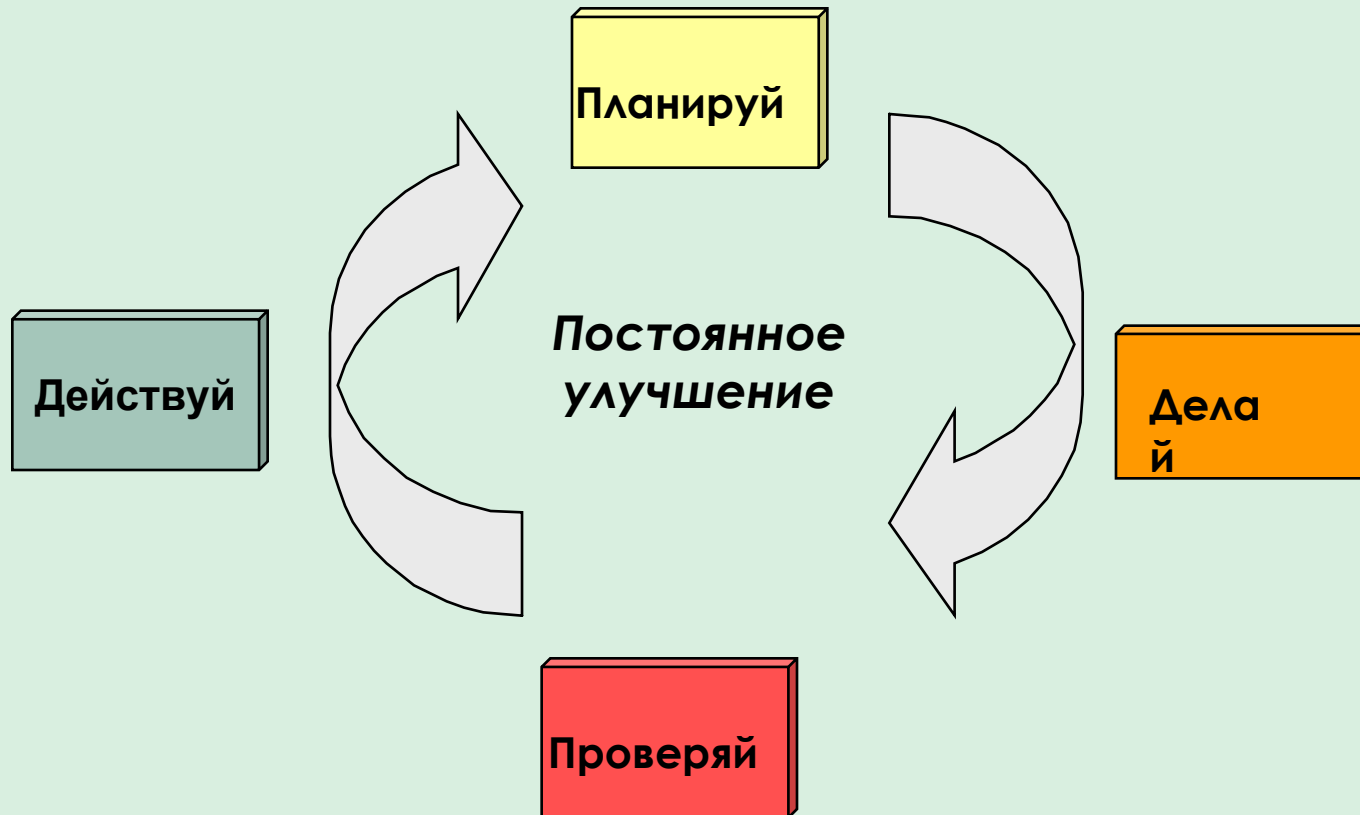 Планируй
Постоянное
улучшение
Действуй
Дела
й
Проверяй